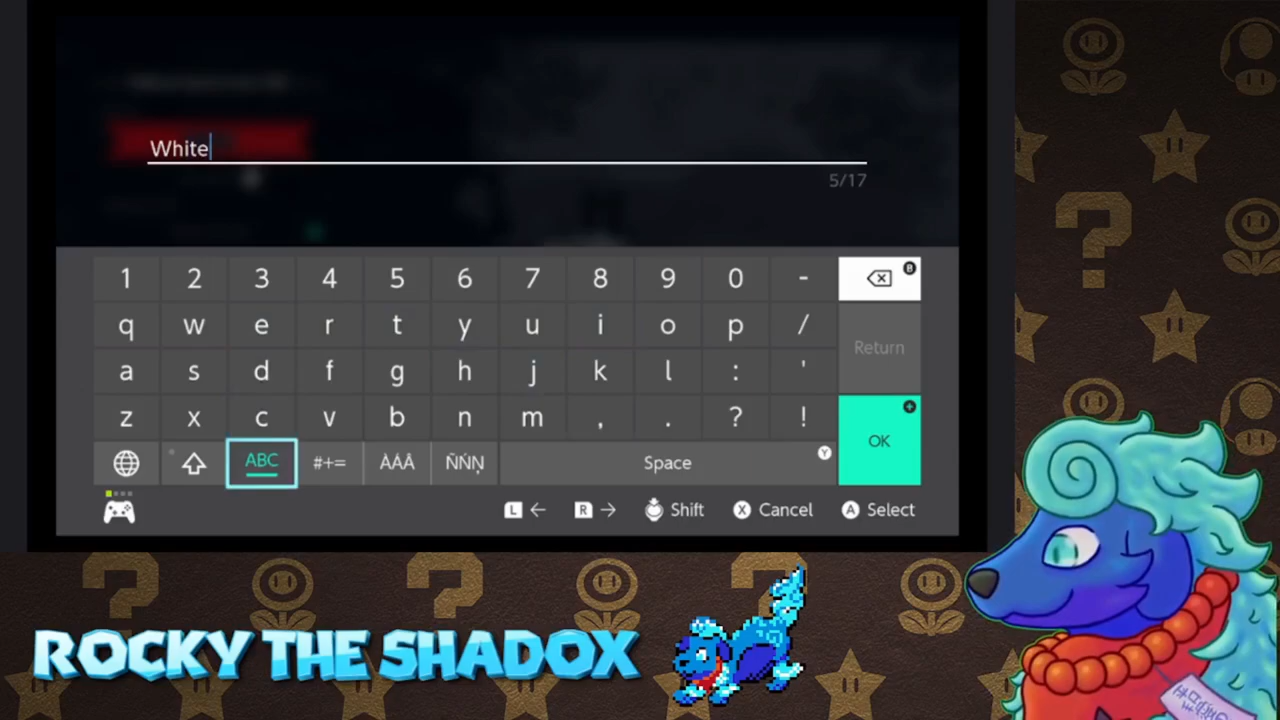 White
5/17
1 2 3 4 5 6 7 8 9 0 -
q w e r t y u i o p /
Return
a s d f g h j k l : '
z x c v b n m , . ? !
OK
ABC #+= ÀÁÂ ÑŃŅ Space Y
L ← R → Shift X Cancel A Select
ROCKY THE SHADOX